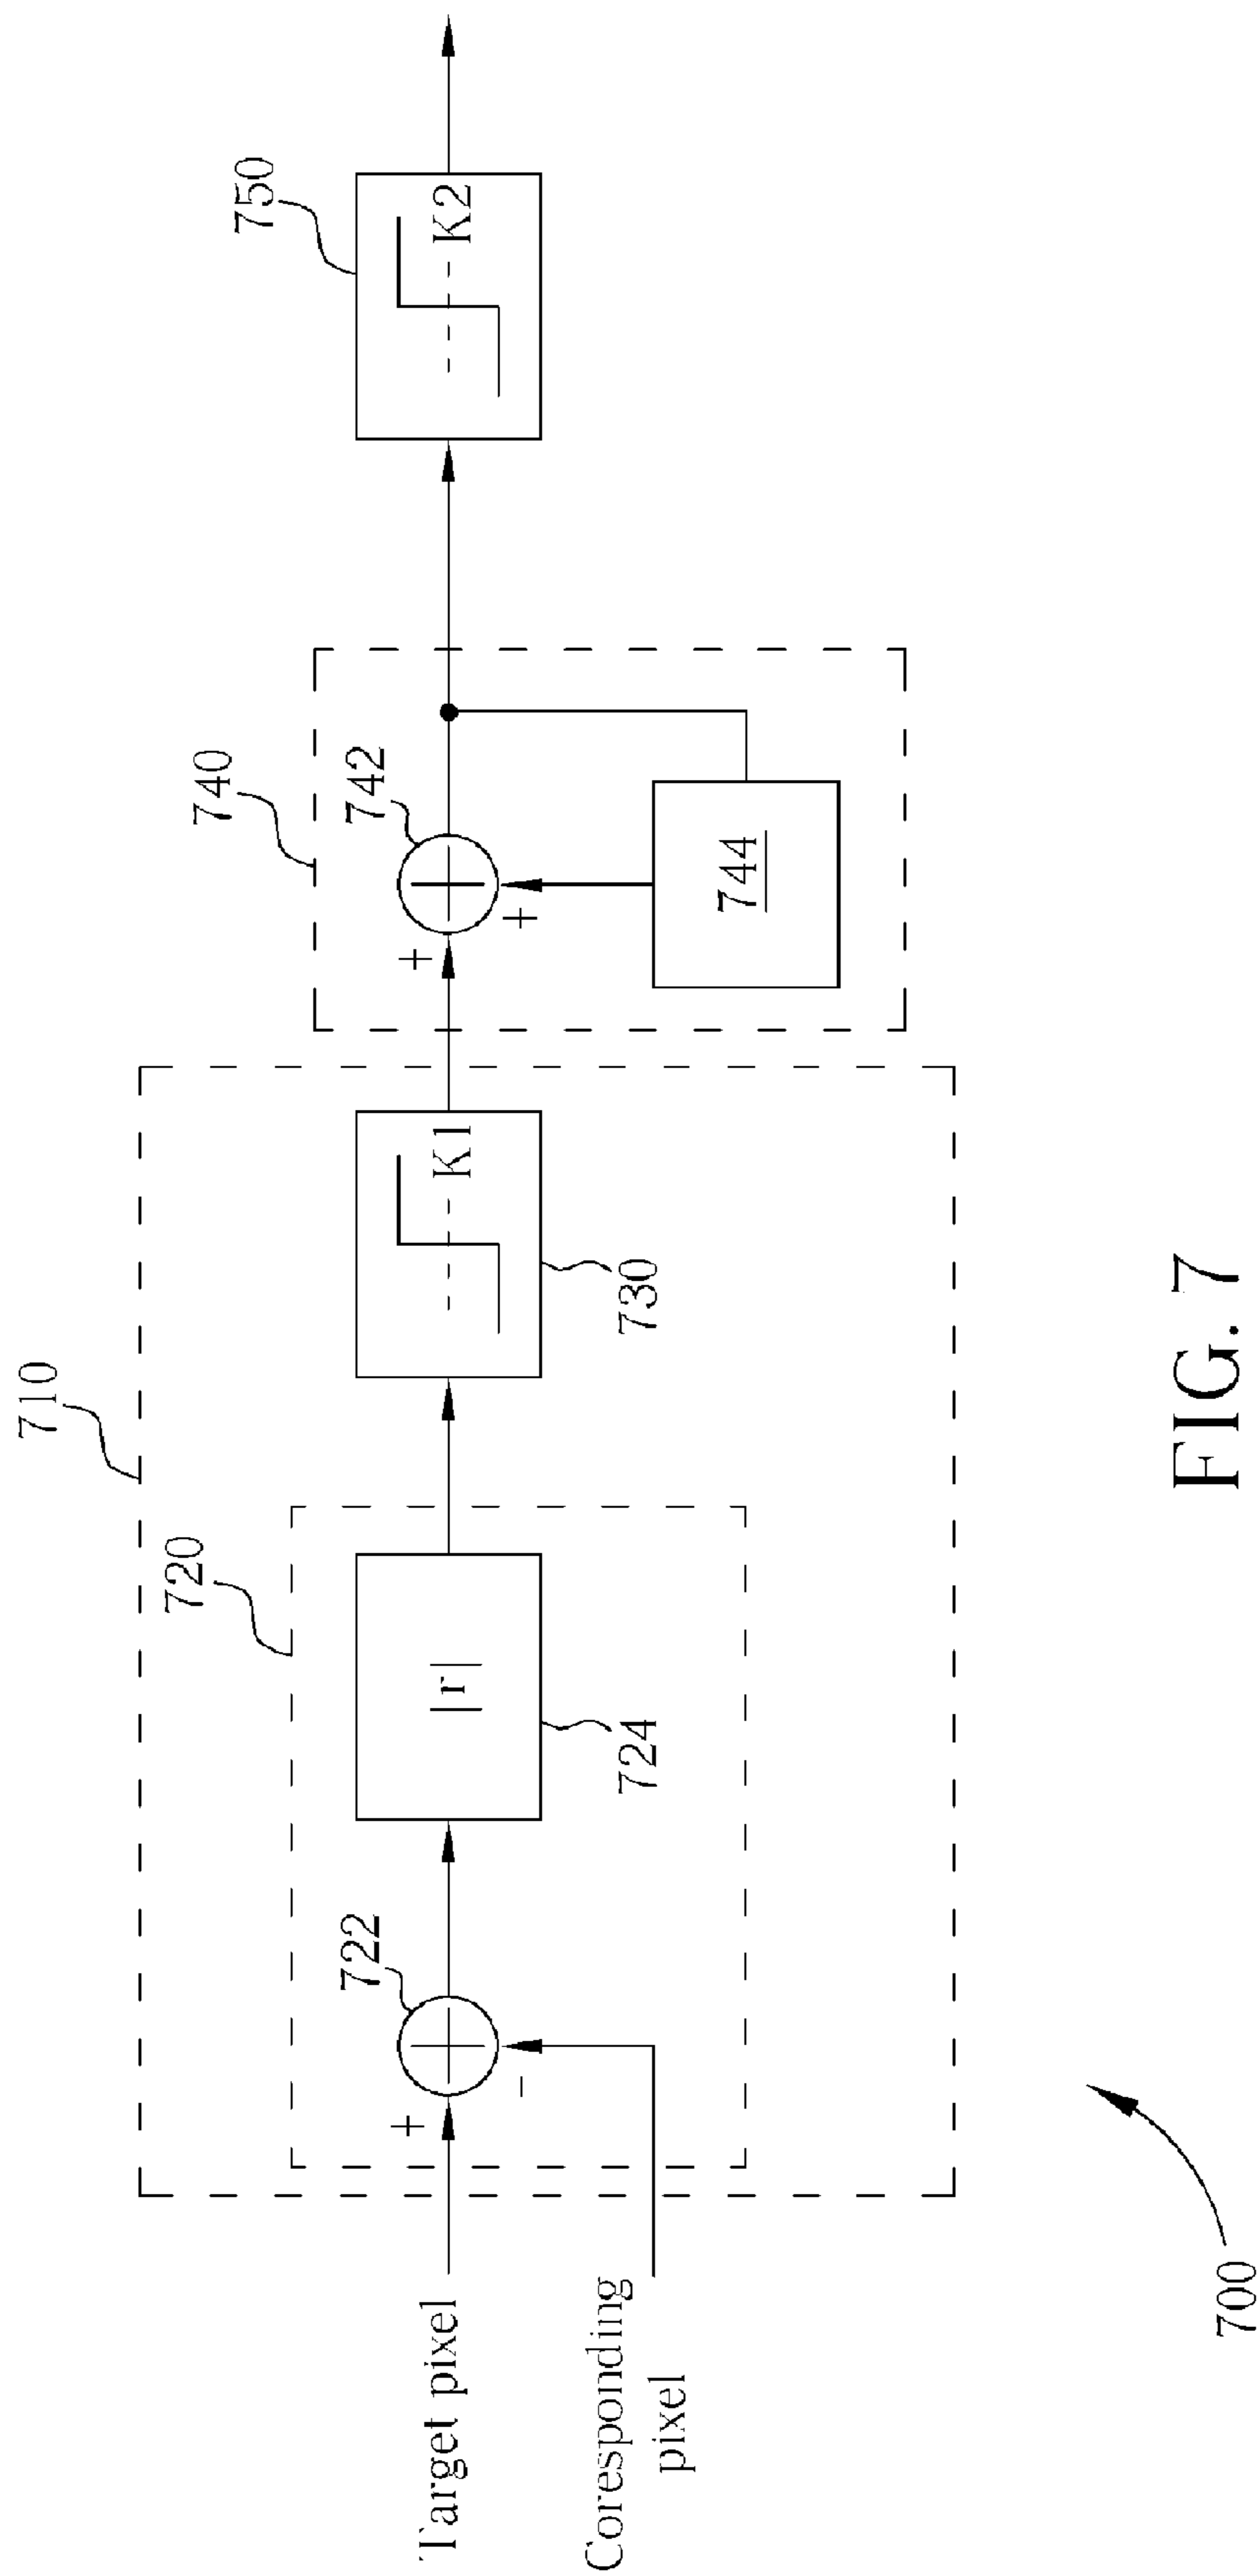 710
720
740
750
722
742
Target pixel
+
-
|r|
K1
+
+
K2
Coresponding
pixel
724
730
744
700
FIG. 7